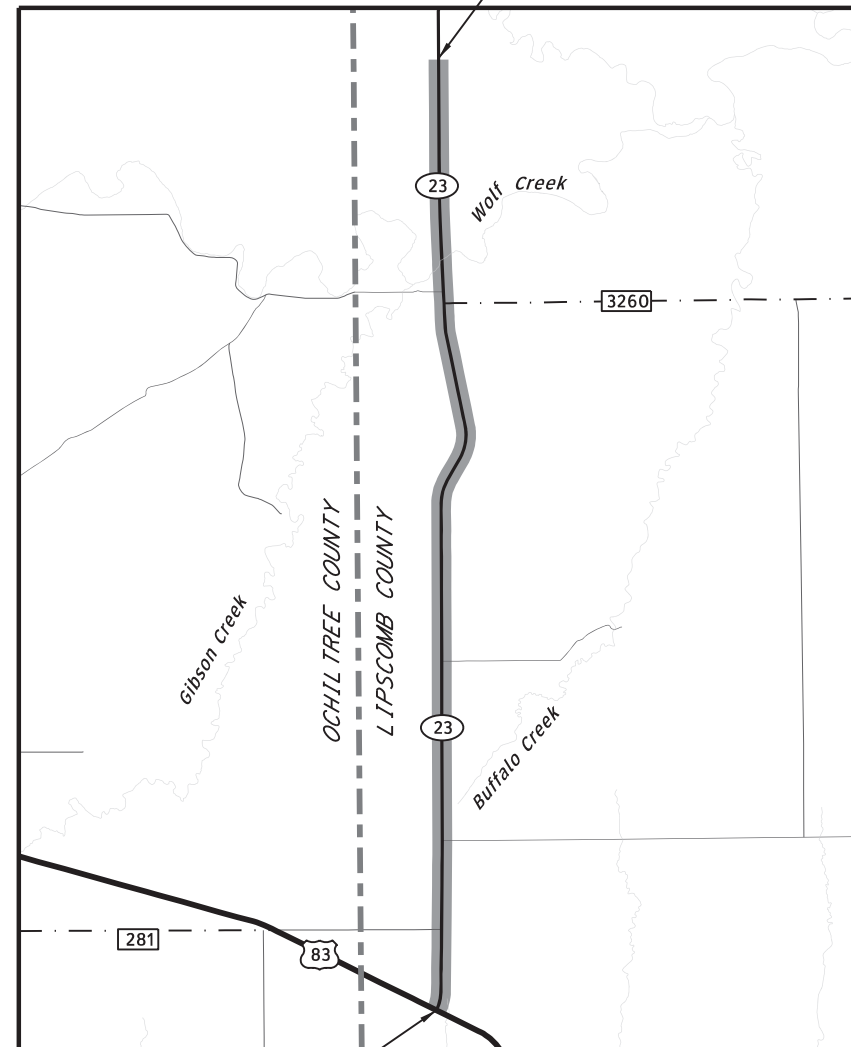 23
Wolf Creek
3260
OCHILTREE COUNTY
LIPSCOMB COUNTY
Gibson Creek
23
Buffalo Creek
281
83